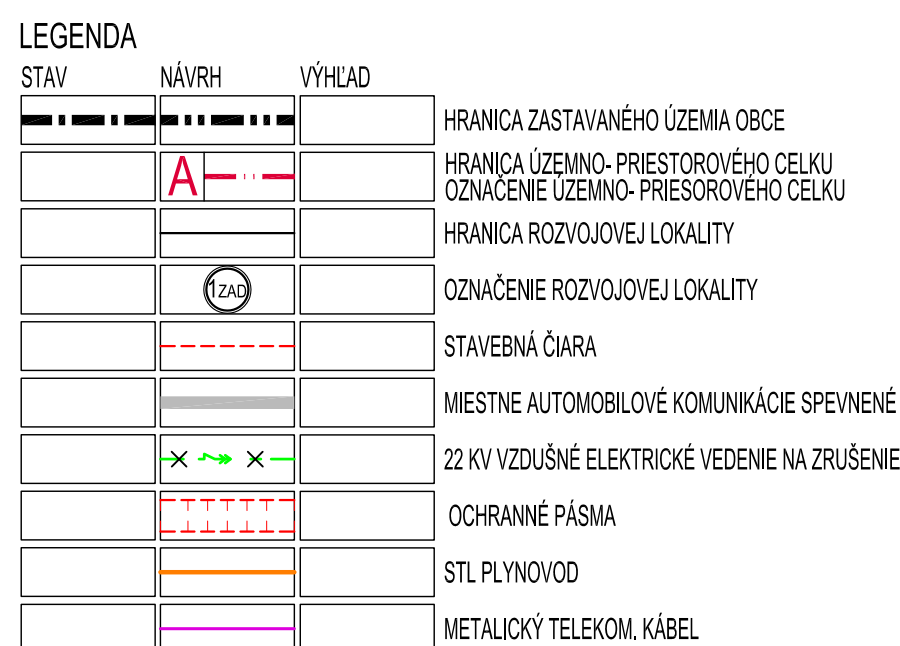 LEGENDA
STAV NÁVRH VÝHĽAD
HRANICA ZASTAVANÉHO ÚZEMIA OBCE
A
HRANICA ÚZEMNO- PRIESTOROVÉHO CELKU
OZNAČENIE ÚZEMNO- PRIESOROVÉHO CELKU
HRANICA ROZVOJOVEJ LOKALITY
1ZAD
OZNAČENIE ROZVOJOVEJ LOKALITY
STAVEBNÁ ČIARA
MIESTNE AUTOMOBILOVÉ KOMUNIKÁCIE SPEVNENÉ
22 KV VZDUŠNÉ ELEKTRICKÉ VEDENIE NA ZRUŠENIE
OCHRANNÉ PÁSMA
STL PLYNOVOD
METALICKÝ TELEKOM. KÁBEL